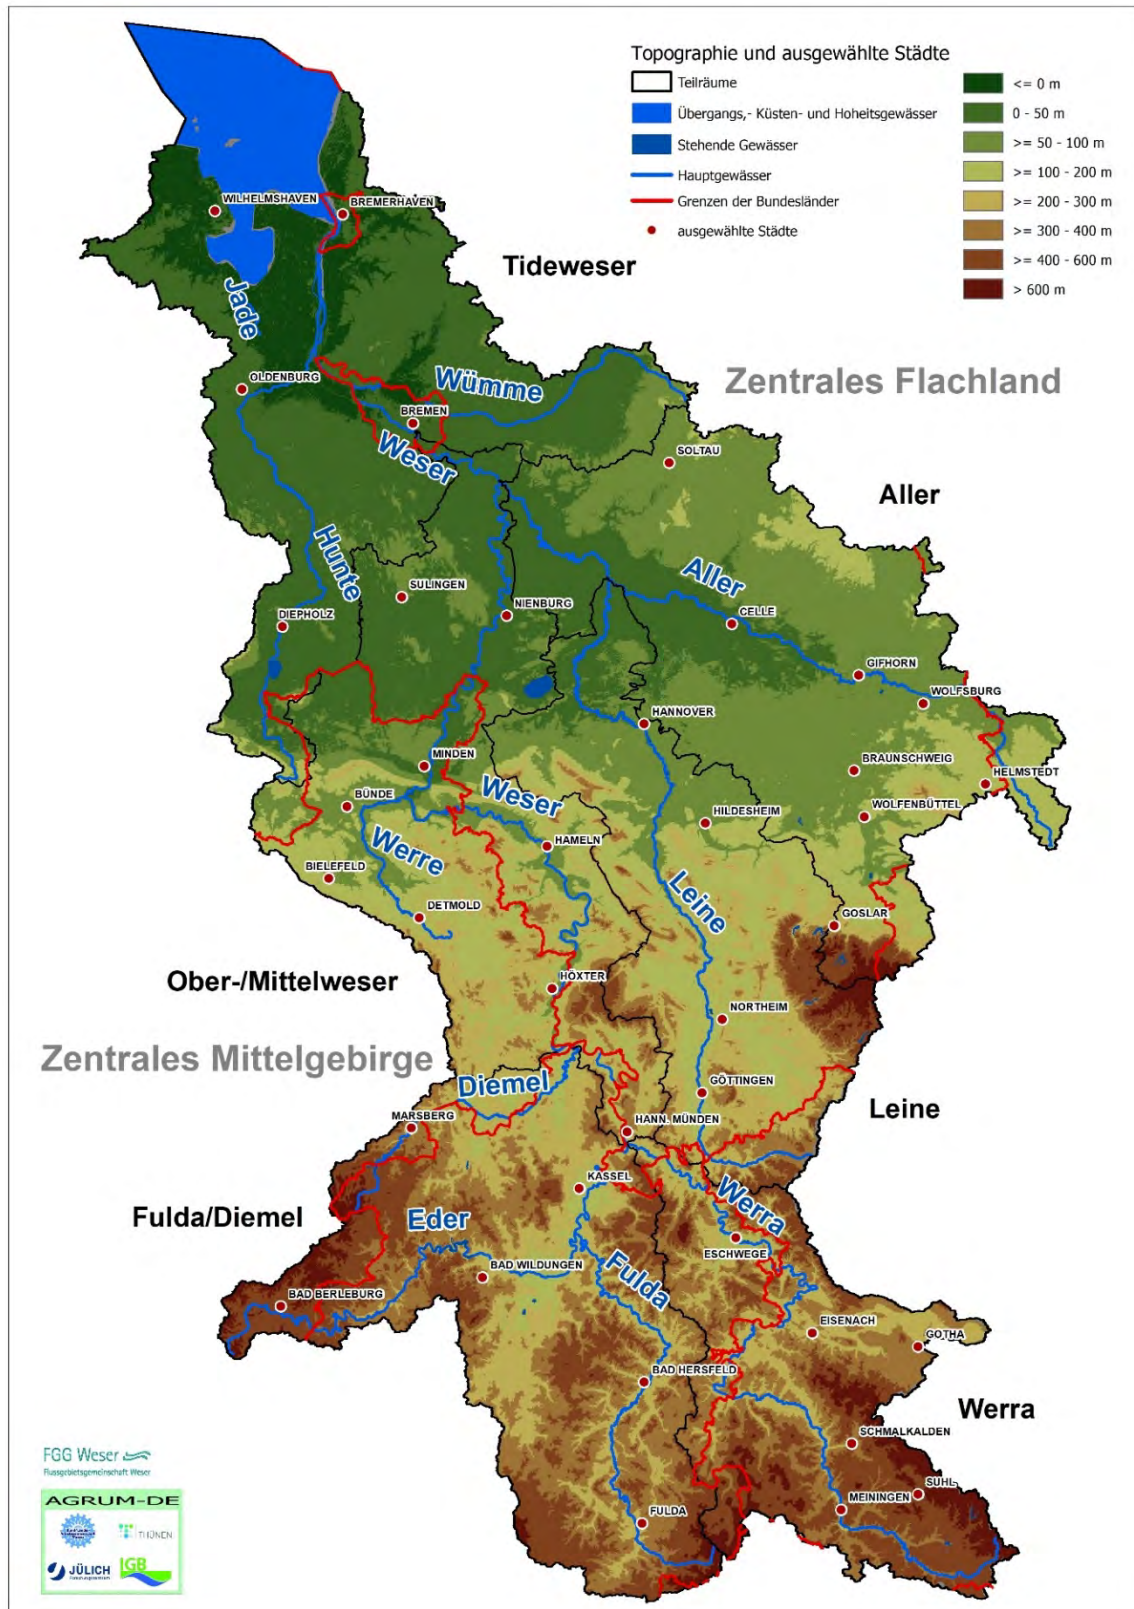 Topographie und ausgewählte Städte
Teilräume
Übergangs,- Küsten- und Hoheitsgewässer
Stehende Gewässer
Hauptgewässer
Grenzen der Bundesländer
ausgewählte Städte
<= 0 m
0 - 50 m
>= 50 - 100 m
>= 100 - 200 m
>= 200 - 300 m
>= 300 - 400 m
>= 400 - 600 m
> 600 m
WILHELMSHAVEN
BREMERHAVEN
Tideweser
Jade
OLDENBURG
Wümme
Zentrales Flachland
BREMEN
Weser
SOLTAU
Aller
Hunte
Aller
SULINGEN
NIENBURG
CELLE
DIEPHOLZ
GIFHORN
WOLFSBURG
HANNOVER
MINDEN
BRAUNSCHWEIG
HELMSTEDT
BÜNDE
Weser
HILDESHEIM
WOLFENBÜTTEL
Werre
HAMELN
BIELEFELD
Leine
DETMOLD
GOSLAR
Ober-/Mittelweser
HÖXTER
NORTHEIM
Zentrales Mittelgebirge
Diemel
GÖTTINGEN
MARSBERG
HANN. MÜNDEN
Leine
KASSEL
Werra
Fulda/Diemel
Eder
ESCHWEGE
BAD WILDUNGEN
Fulda
BAD BERLEBURG
EISENACH
GOTHA
BAD HERSFELD
Werra
SCHMALKALDEN
SUHL
MEININGEN
FULDA
FGG Weser
Flussgebietsgemeinschaft Weser
AGRUM-DE
THÜNEN
JÜLICH
IGB